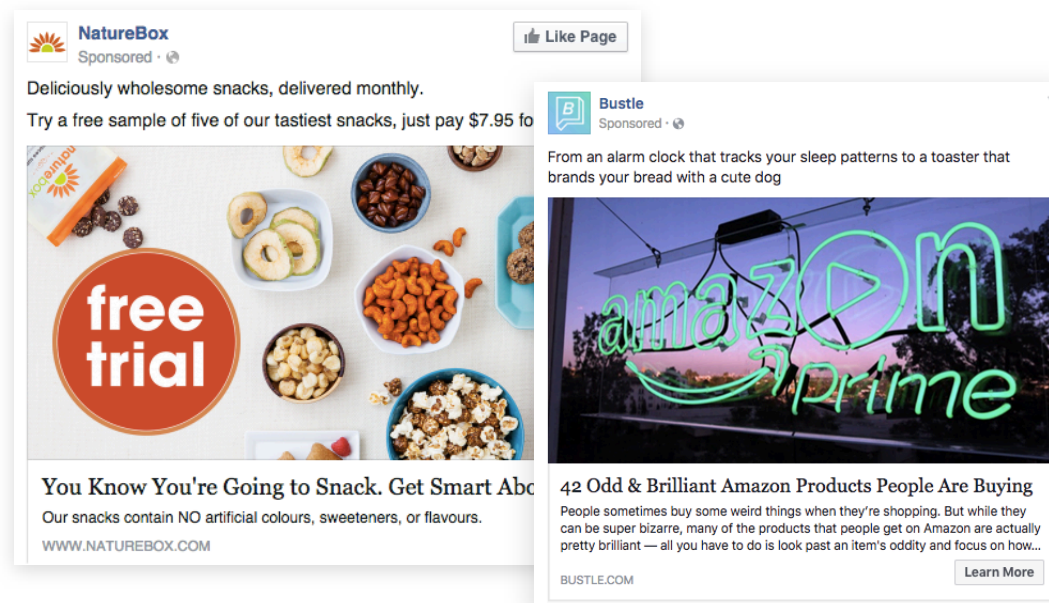 NatureBox
Sponsored ·
Like Page
Deliciously wholesome snacks, delivered monthly.
Try a free sample of five of our tastiest snacks, just pay $7.95 fo
naturebox
free
trial
You Know You're Going to Snack. Get Smart Abo
Our snacks contain NO artificial colours, sweeteners, or flavours.
WWW.NATUREBOX.COM
B
Bustle
Sponsored ·
From an alarm clock that tracks your sleep patterns to a toaster that
brands your bread with a cute dog
amazon
prime
42 Odd & Brilliant Amazon Products People Are Buying
People sometimes buy some weird things when they're shopping. But while they
can be super bizarre, many of the products that people get on Amazon are actually
pretty brilliant — all you have to do is look past an item's oddity and focus on how...
Learn More
BUSTLE.COM